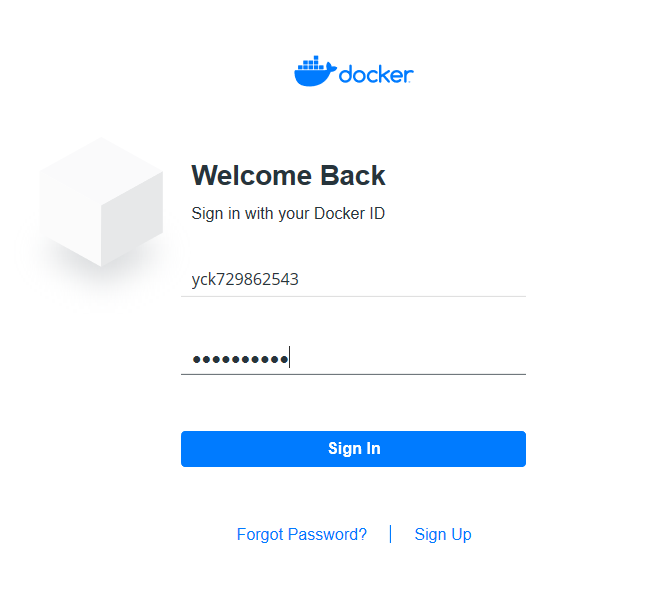 docker
Welcome Back
Sign in with your Docker ID
yck729862543
●●●●●●●●●●
Sign In
Forgot Password? | Sign Up